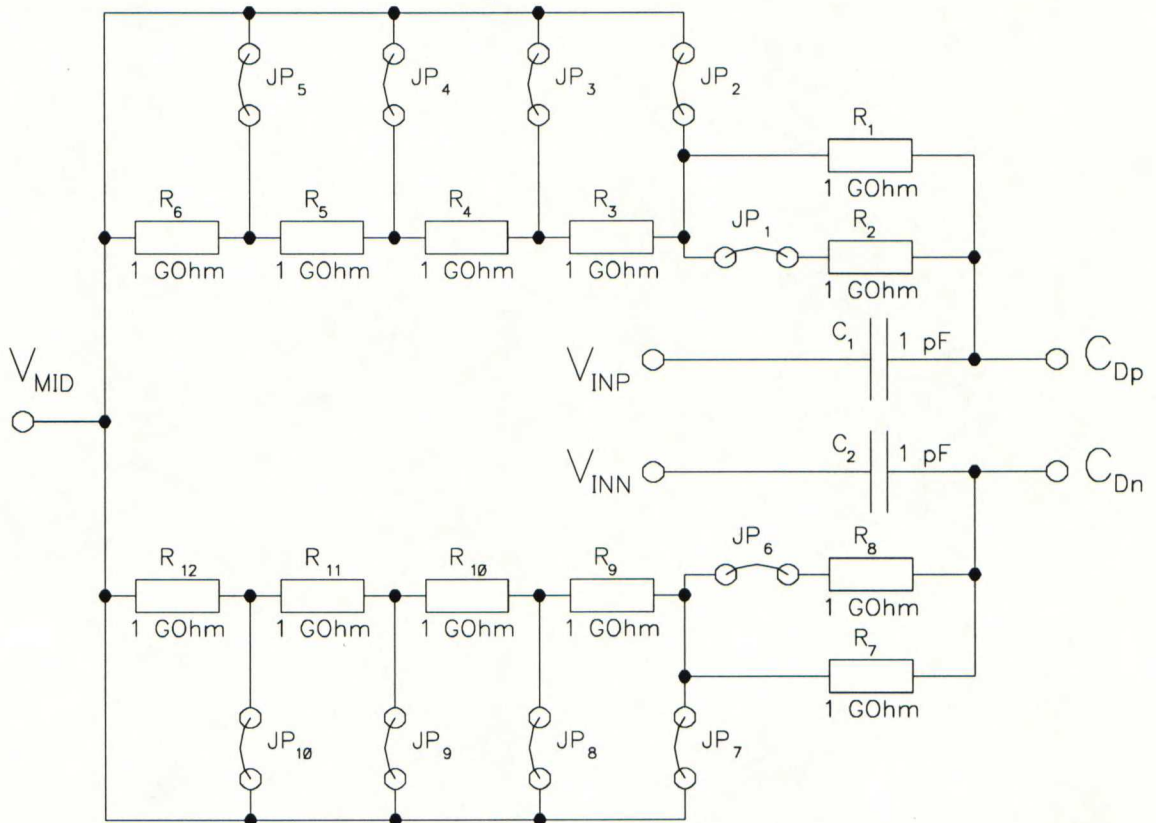 JP5 JP4 JP3 JP2
R1
1 GOhm
R6 R5 R4 R3
JP1 R2
1 GOhm 1 GOhm 1 GOhm 1 GOhm
1 GOhm
C1 1 pF
VMID VINP CDp
VINN C2 1 pF CDn
JP6 R8
R12 R11 R10 R9
1 GOhm 1 GOhm 1 GOhm 1 GOhm
1 GOhm
R7
1 GOhm
JP10 JP9 JP8 JP7